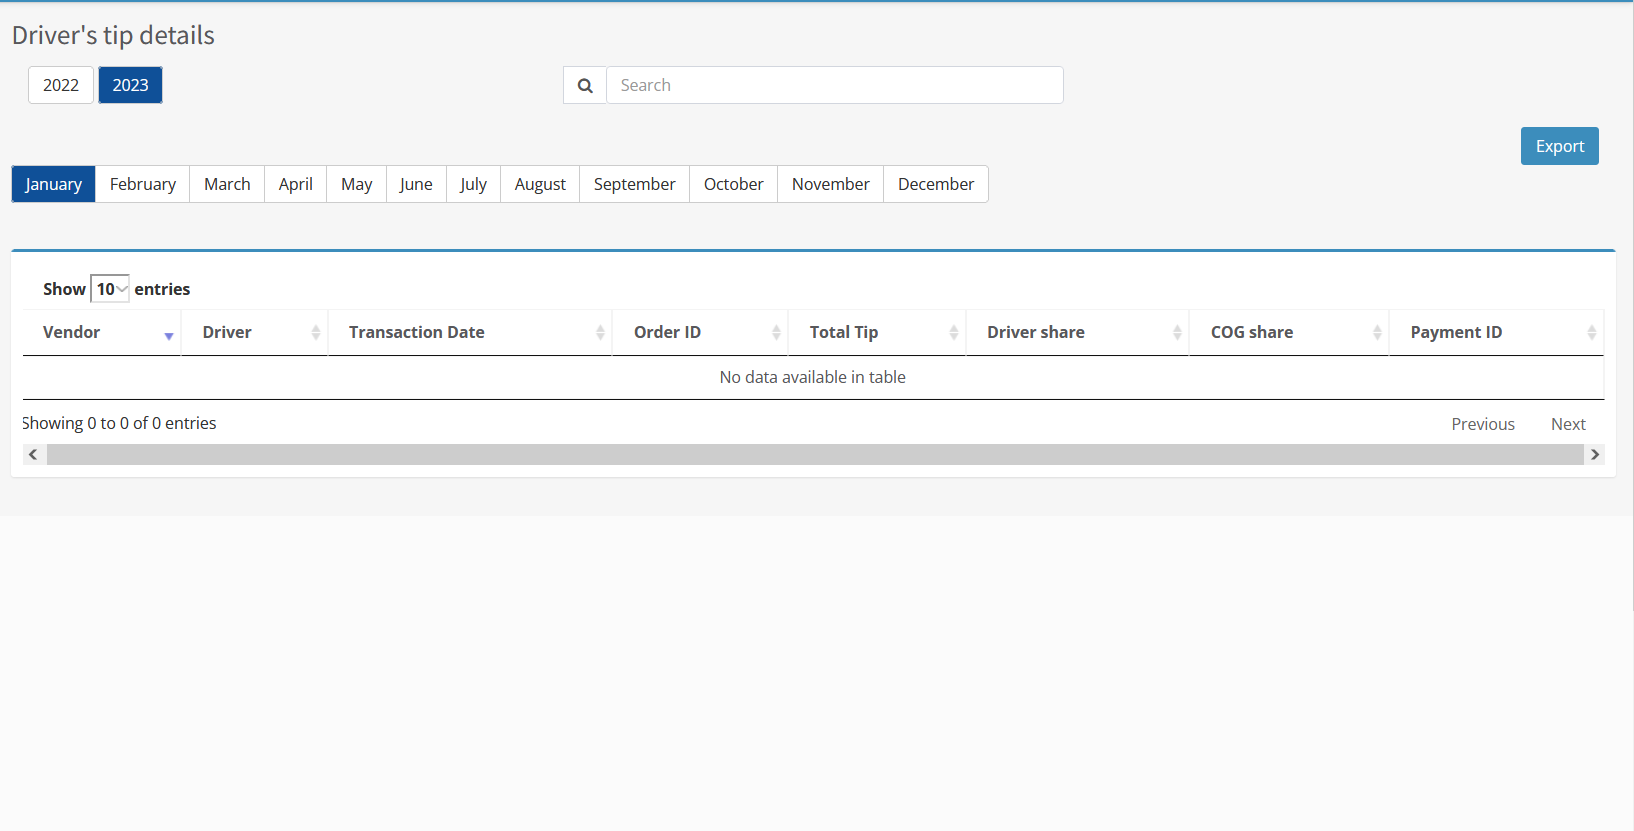 Driver's tip details
2022 2023 Search
Export
January February March April May June July August September October November December
Show 10 entries
Vendor Driver Transaction Date Order ID Total Tip Driver share COG share Payment ID
No data available in table
Showing 0 to 0 of 0 entries Previous Next